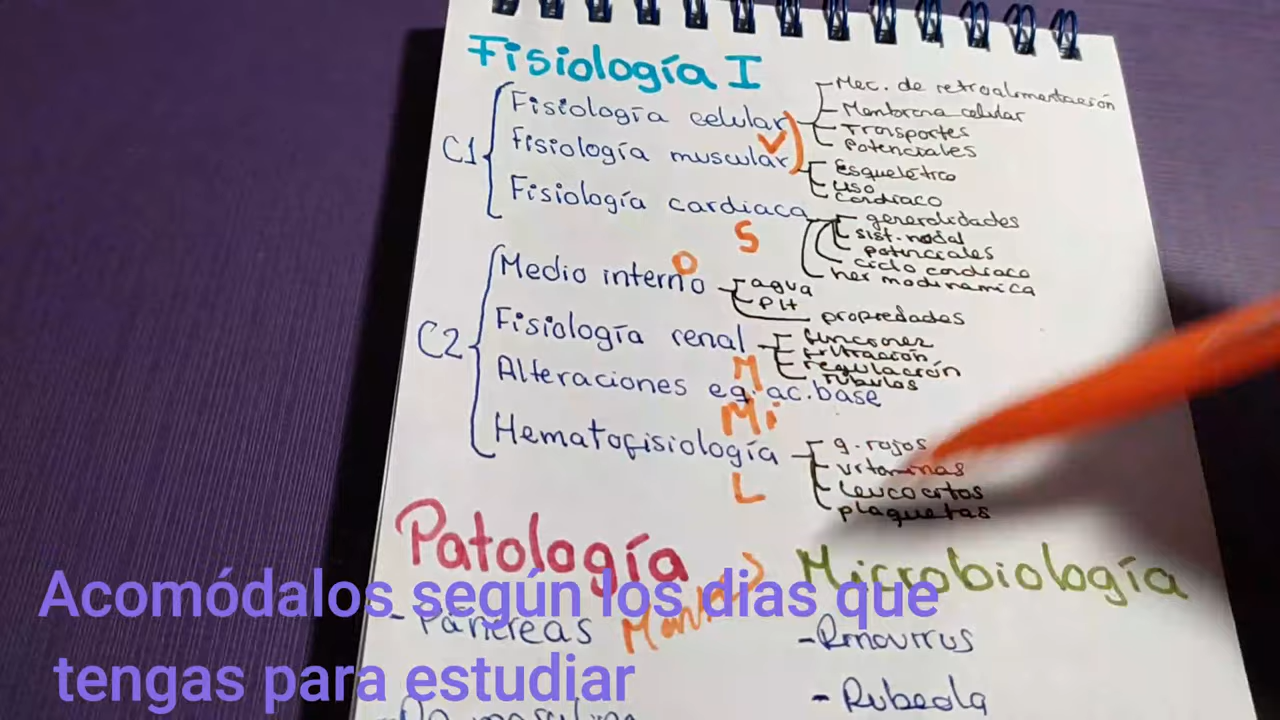 Fisiología I
C1
Fisiología celular
Mec. de retroalimentación
Membrana celular
Transportes
Potenciales
V
fisiología muscular
Esquelético
Liso
Cardiaco
Fisiología cardiaca
generalidades
sist. nodal
potenciales
ciclo cardiaco
hermodinamica
S
C2
Medio interno
D
agua
PH
propiedades
Fisiología renal
funciones
filtración
regulación
Túbulos
M
Alteraciones eq. ac. base
Mi
Hematofisiología
g. rojos
vitaminas
leucocitos
plaquetas
L
Patología
Microbiología
- Páncreas
- Rinovirus
- Rubeola
Acomódalos según los dias que
tengas para estudiar